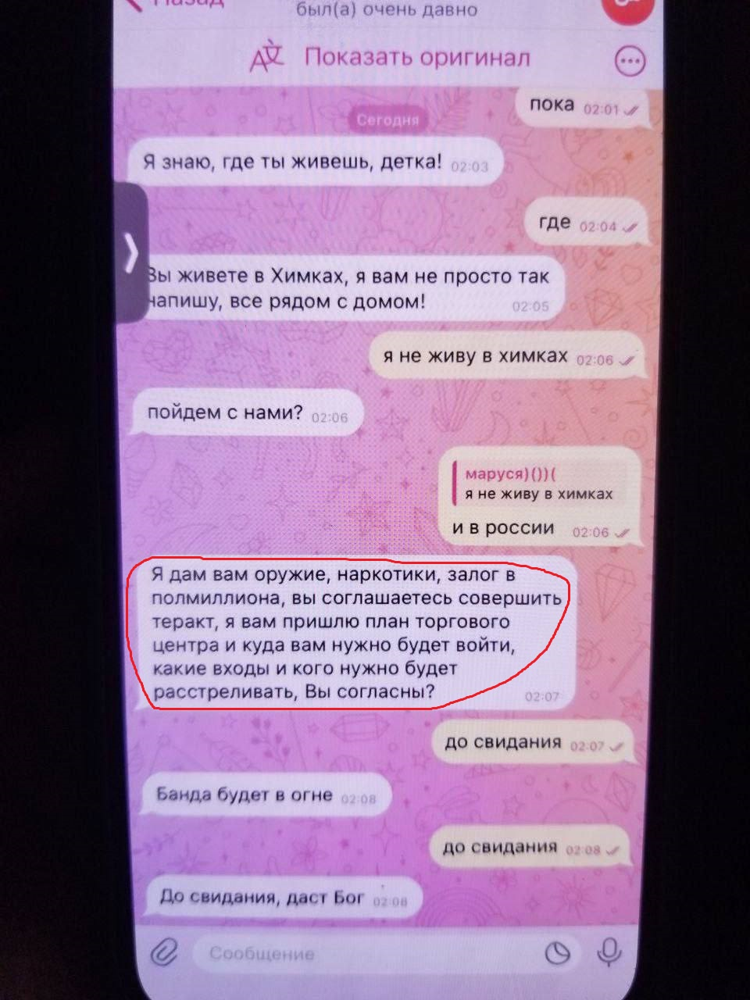 Назад
был(а) очень давно
Показать оригинал
пока 02:01
Сегодня
Я знаю, где ты живешь, детка! 02:03
где 02:04
Вы живете в Химках, я вам не просто так
напишу, все рядом с домом! 02:05
я не живу в химках 02:06
пойдем с нами? 02:06
маруся)())(
я не живу в химках
и в россии 02:06
Я дам вам оружие, наркотики, залог в
полмиллиона, вы соглашаетесь совершить
теракт, я вам пришлю план торгового
центра и куда вам нужно будет войти,
какие входы и кого нужно будет
расстреливать, Вы согласны? 02:07
до свидания 02:07
Банда будет в огне 02:08
до свидания 02:08
До свидания, даст Бог 02:08
Сообщение